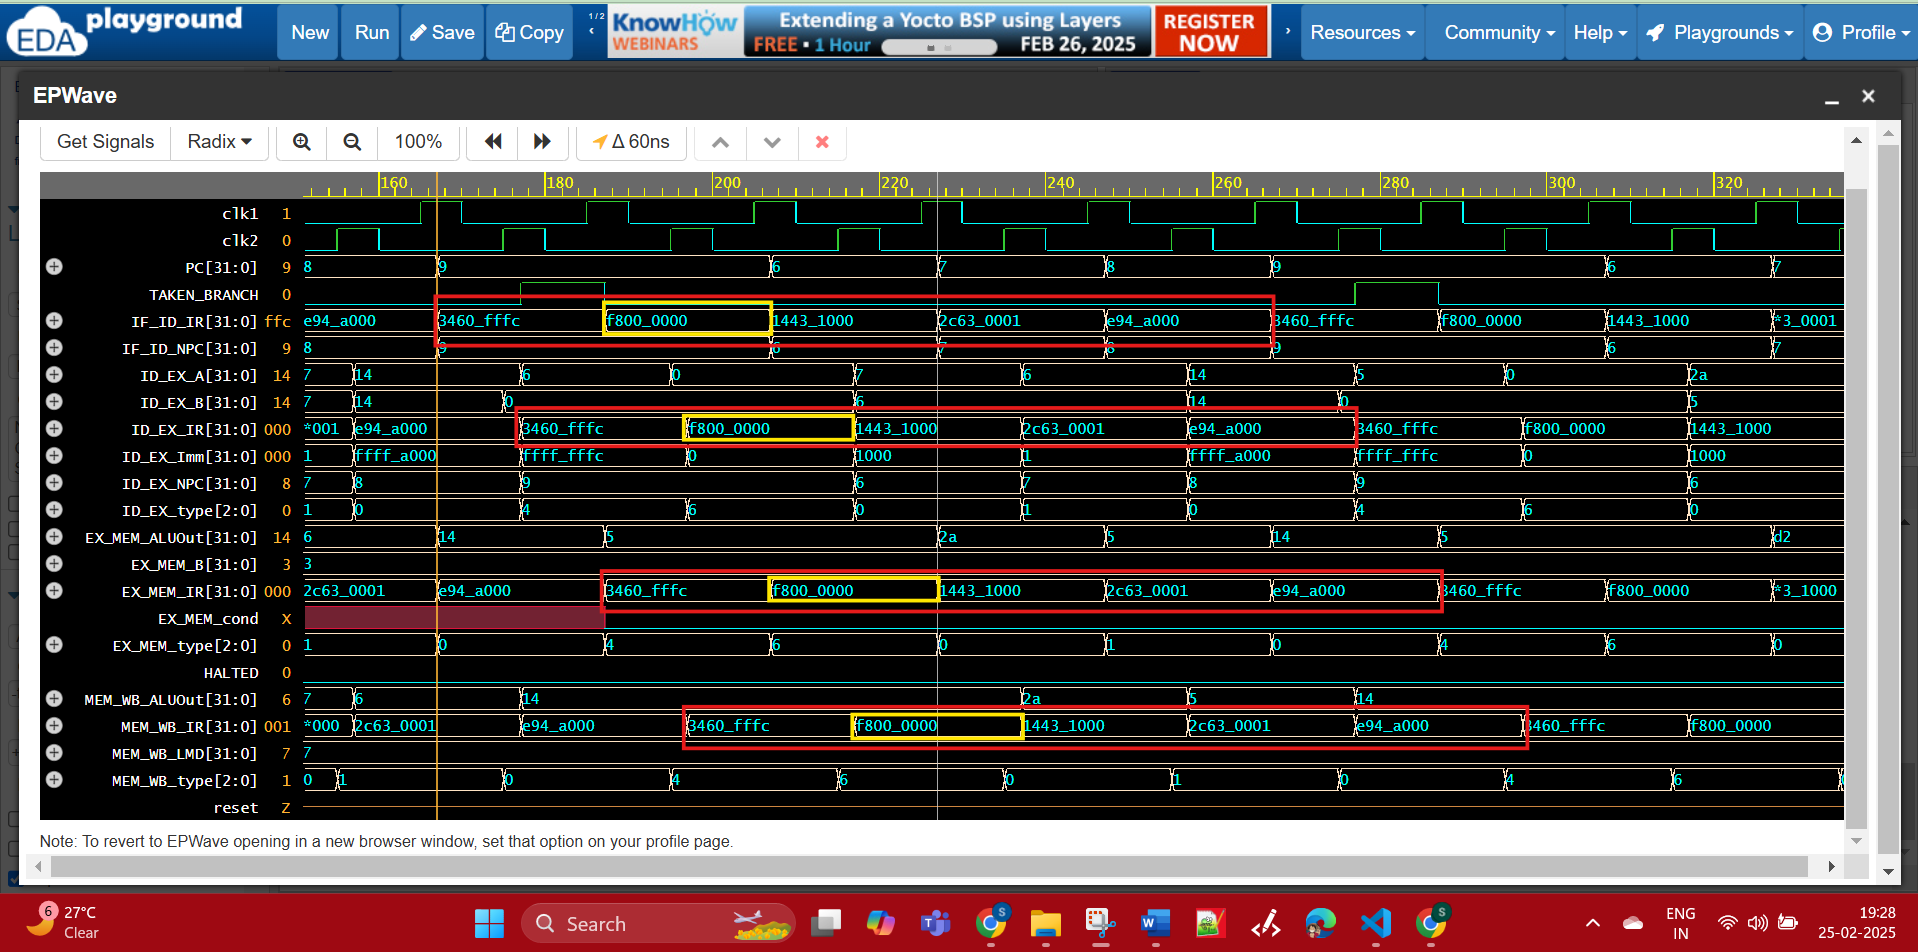 EDA playground
New
Run
Save
Copy
1/2
KnowHow
WEBINARS
Extending a Yocto BSP using Layers
FREE • 1 Hour
FEB 26, 2025
REGISTER
NOW
Resources
Community
Help
Playgrounds
Profile
EPWave
Get Signals
Radix
100%
Δ 60ns
160 180 200 220 240 260 280 300 320
clk1 1
clk2 0
PC[31:0] 9 8 9 6 7 8 9 6 7
TAKEN_BRANCH 0
IF_ID_IR[31:0] ffc e94_a000 3460_fffc f800_0000 1443_1000 2c63_0001 e94_a000 3460_fffc f800_0000 1443_1000 *3_0001
IF_ID_NPC[31:0] 9 8 9 6 7 8 9 6 7
ID_EX_A[31:0] 14 7 14 6 0 7 6 14 5 0 2a
ID_EX_B[31:0] 14 7 14 0 6 14 0 5
ID_EX_IR[31:0] 000 *001 e94_a000 3460_fffc f800_0000 1443_1000 2c63_0001 e94_a000 3460_fffc f800_0000 1443_1000
ID_EX_Imm[31:0] 000 1 ffff_a000 ffff_fffc 0 1000 1 ffff_a000 ffff_fffc 0 1000
ID_EX_NPC[31:0] 8 7 8 9 6 7 8 9 6
ID_EX_type[2:0] 0 1 0 4 6 0 1 0 4 6 0
EX_MEM_ALUOut[31:0] 14 6 14 5 2a 5 14 5 d2
EX_MEM_B[31:0] 3 3
EX_MEM_IR[31:0] 000 2c63_0001 e94_a000 3460_fffc f800_0000 1443_1000 2c63_0001 e94_a000 3460_fffc f800_0000 *3_1000
EX_MEM_cond X
EX_MEM_type[2:0] 0 1 0 4 6 0 1 0 4 6 0
HALTED 0
MEM_WB_ALUOut[31:0] 6 7 6 14 2a 5 14
MEM_WB_IR[31:0] 001 *000 2c63_0001 e94_a000 3460_fffc f800_0000 1443_1000 2c63_0001 e94_a000 3460_fffc f800_0000
MEM_WB_LMD[31:0] 7 7
MEM_WB_type[2:0] 1 0 1 0 4 6 0 1 0 4 6
reset Z
Note: To revert to EPWave opening in a new browser window, set that option on your profile page.
6
27°C
Clear
Search
ENG
IN
19:28
25-02-2025